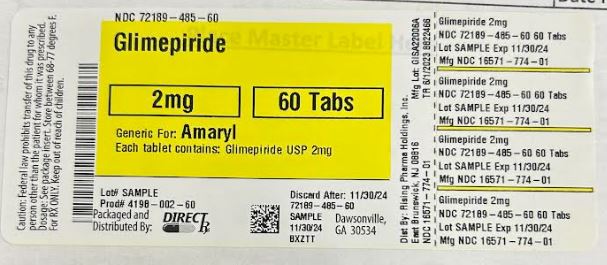 Caution: Federal law prohibits transfer of this drug to any
person other than the patient for whom it was prescribed.
Dosage: See package insert. Store between 68-77 degrees F.
For RX ONLY. Keep out of reach of children.
NDC 72189-485-60
Glimepiride
2mg
60 Tabs
Generic For: Amaryl
Each tablet contains: Glimepiride USP 2mg
Lot# SAMPLE
Prod# 4198-002-60
Packaged and
Distributed By:
DIRECT Rx
Discard After: 11/30/24
72189-485-60
SAMPLE
11/30/24
BXZTT
Dawsonville,
GA 30534
Dist By: Rising Pharma Holdings, Inc.
East Brunswick, NJ 08816
NDC 16571-774-01
Mfg Lot: GISA22006A
TR 6/1/2023 8822466
Glimepiride 2mg
NDC 72189-485-60 60 Tabs
Lot SAMPLE Exp 11/30/24
Mfg NDC 16571-774-01
Glimepiride 2mg
NDC 72189-485-60 60 Tabs
Lot SAMPLE Exp 11/30/24
Mfg NDC 16571-774-01
Glimepiride 2mg
NDC 72189-485-60 60 Tabs
Lot SAMPLE Exp 11/30/24
Mfg NDC 16571-774-01
Glimepiride 2mg
NDC 72189-485-60 60 Tabs
Lot SAMPLE Exp 11/30/24
Mfg NDC 16571-774-01